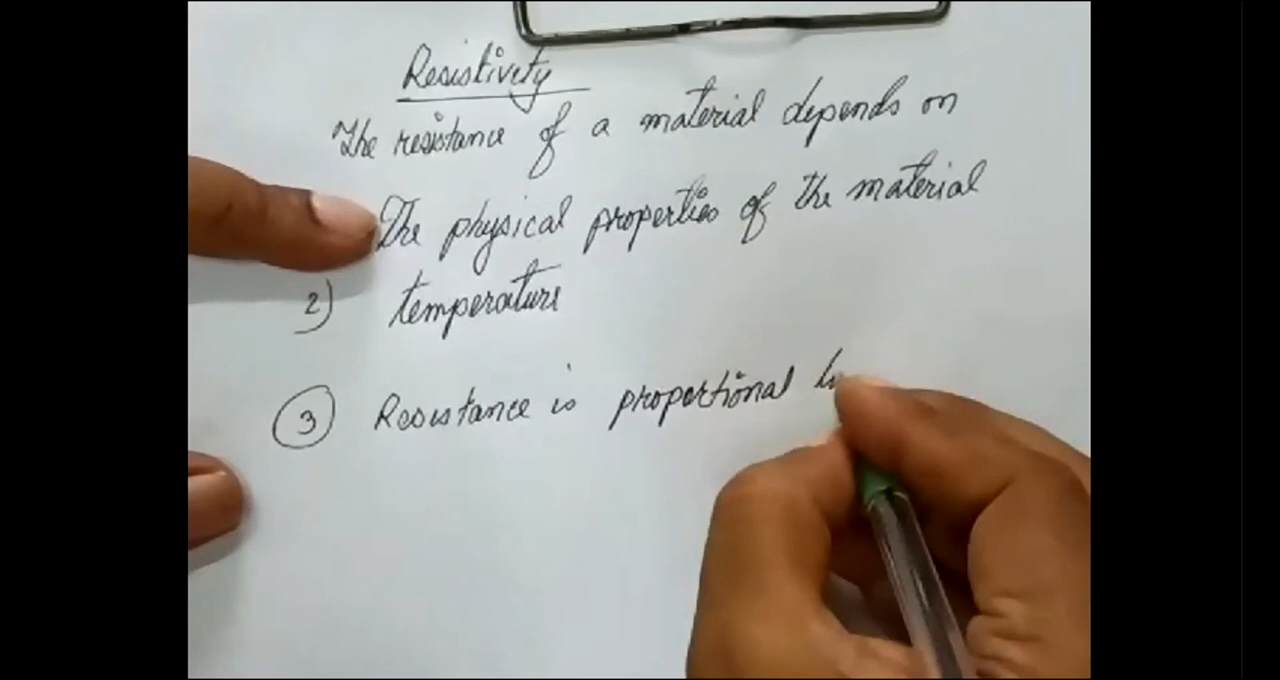 Resistivity
The resistance of a material depends on
The physical properties of the material
2) temperature
3 Resistance is proportional